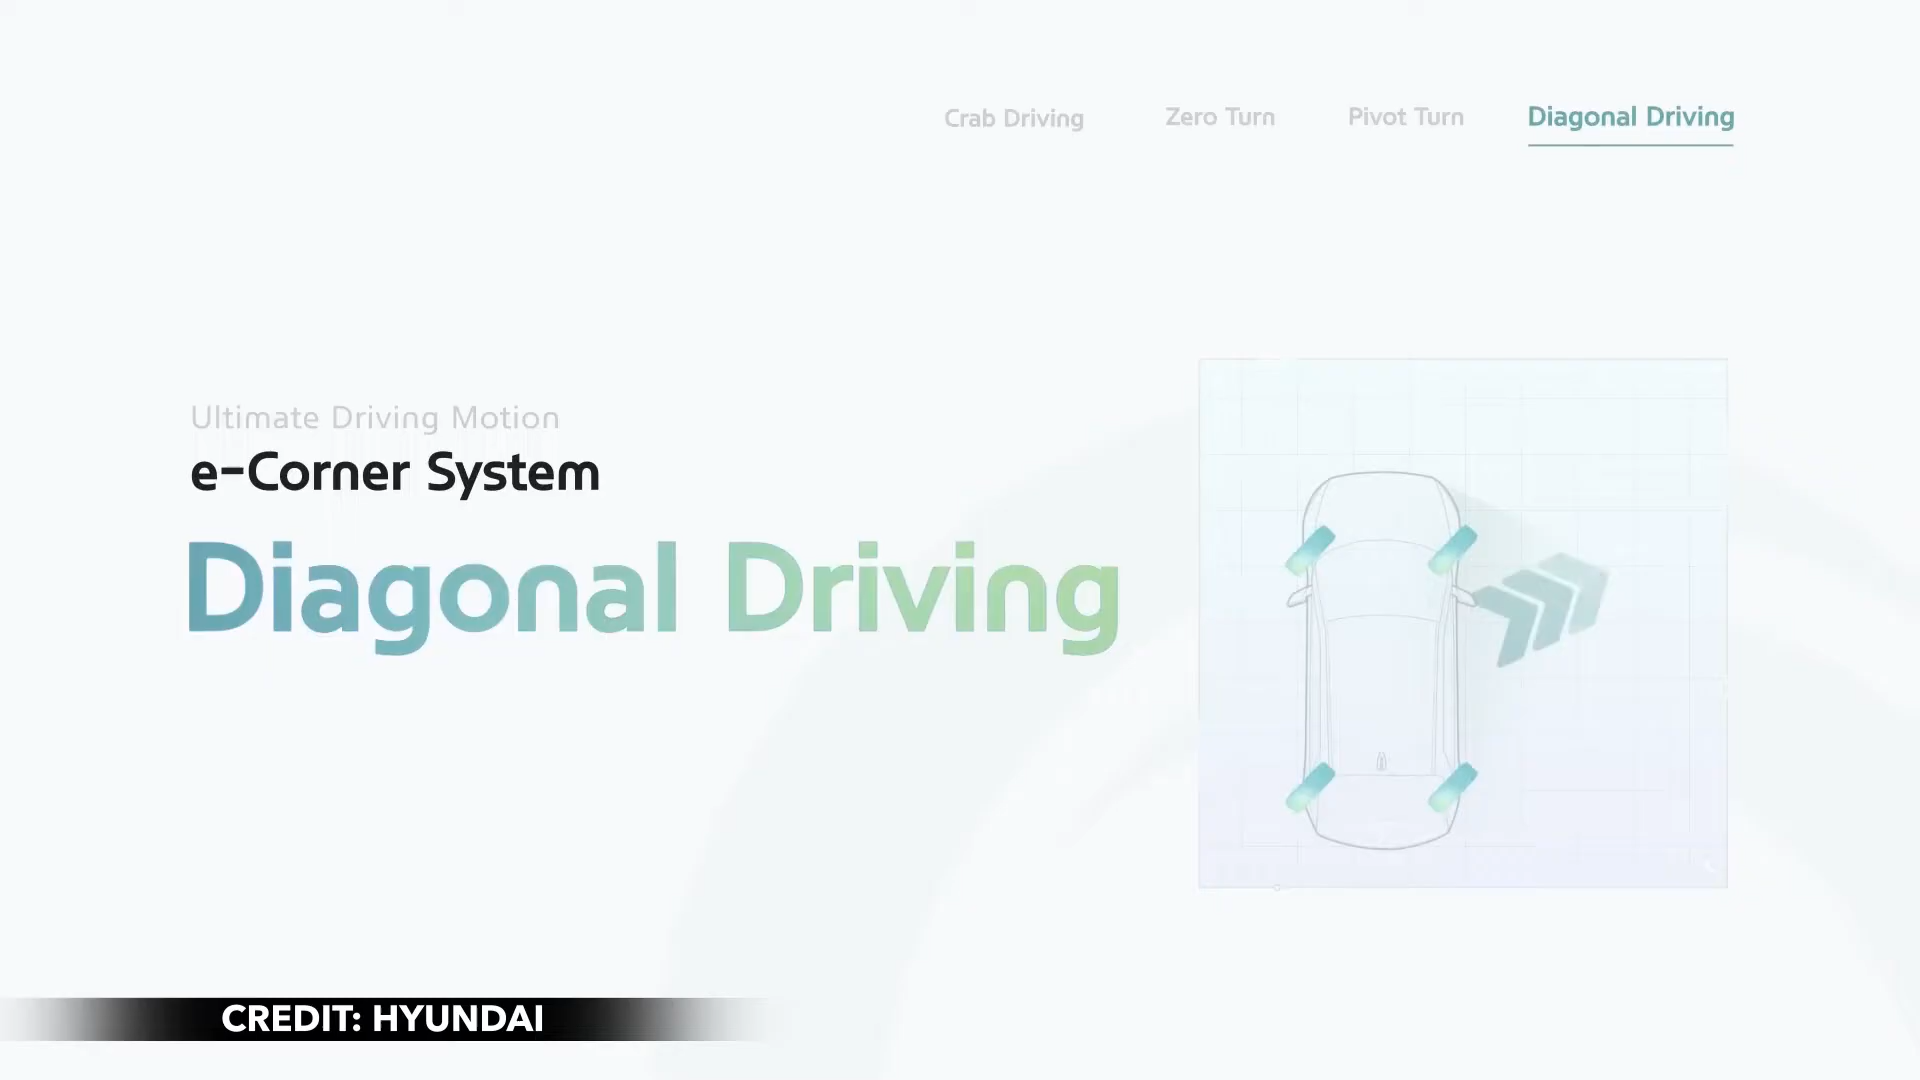 Crab Driving Zero Turn Pivot Turn Diagonal Driving
Ultimate Driving Motion
e-Corner System
Diagonal Driving
CREDIT: HYUNDAI